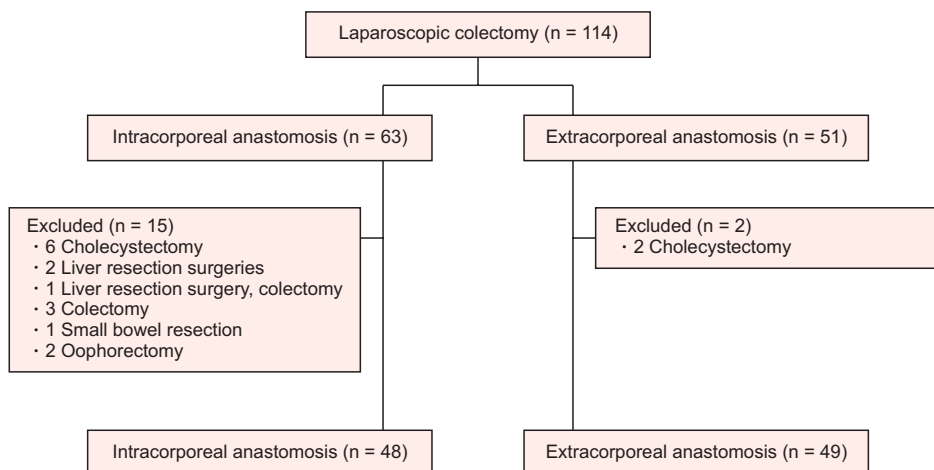 Laparoscopic colectomy (n = 114)
Intracorporeal anastomosis (n = 63)
Extracorporeal anastomosis (n = 51)
Excluded (n = 15)
· 6 Cholecystectomy
· 2 Liver resection surgeries
· 1 Liver resection surgery, colectomy
· 3 Colectomy
· 1 Small bowel resection
· 2 Oophorectomy
Excluded (n = 2)
· 2 Cholecystectomy
Intracorporeal anastomosis (n = 48)
Extracorporeal anastomosis (n = 49)